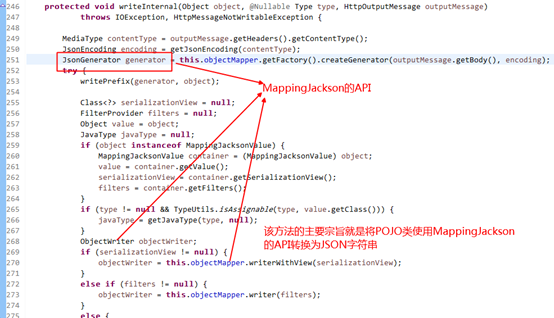 246 protected void writeInternal(Object object, @Nullable Type type, HttpOutputMessage outputMessage)
247 throws IOException, HttpMessageNotWritableException {
248
249 MediaType contentType = outputMessage.getHeaders().getContentType();
250 JsonEncoding encoding = getJsonEncoding(contentType);
251 JsonGenerator generator = this.objectMapper.getFactory().createGenerator(outputMessage.getBody(), encoding);
252 try {
253 writePrefix(generator, object);
254
255 Class<?> serializationView = null;
256 FilterProvider filters = null;
257 Object value = object;
258 JavaType javaType = null;
259 if (object instanceof MappingJacksonValue) {
260 MappingJacksonValue container = (MappingJacksonValue) object;
261 value = container.getValue();
262 serializationView = container.getSerializationView();
263 filters = container.getFilters();
264 }
265 if (type != null && TypeUtils.isAssignable(type, value.getClass())) {
266 javaType = getJavaType(type, null);
267 }
268 ObjectWriter objectWriter;
269 if (serializationView != null) {
270 objectWriter = this.objectMapper.writerWithView(serializationView);
271 }
272 else if (filters != null) {
273 objectWriter = this.objectMapper.writer(filters);
274 }
275 else {
MappingJackson的API
该方法的主要宗旨就是将POJO类使用MappingJackson
的API转换为JSON字符串